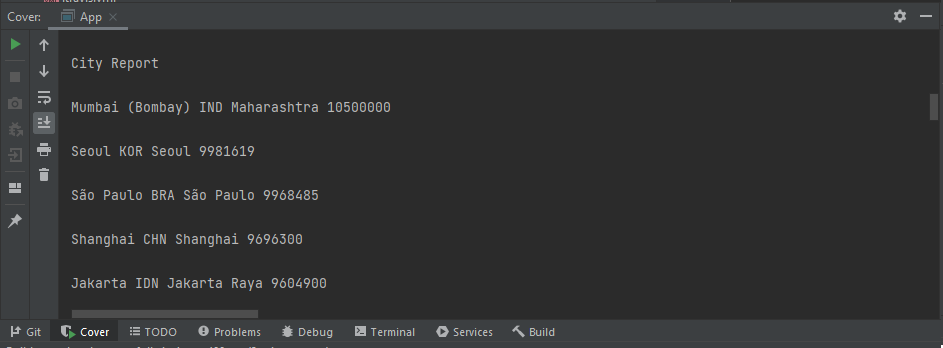 Cover:
App
City Report
Mumbai (Bombay) IND Maharashtra 10500000
Seoul KOR Seoul 9981619
São Paulo BRA São Paulo 9968485
Shanghai CHN Shanghai 9696300
Jakarta IDN Jakarta Raya 9604900
Git
Cover
TODO
Problems
Debug
Terminal
Services
Build